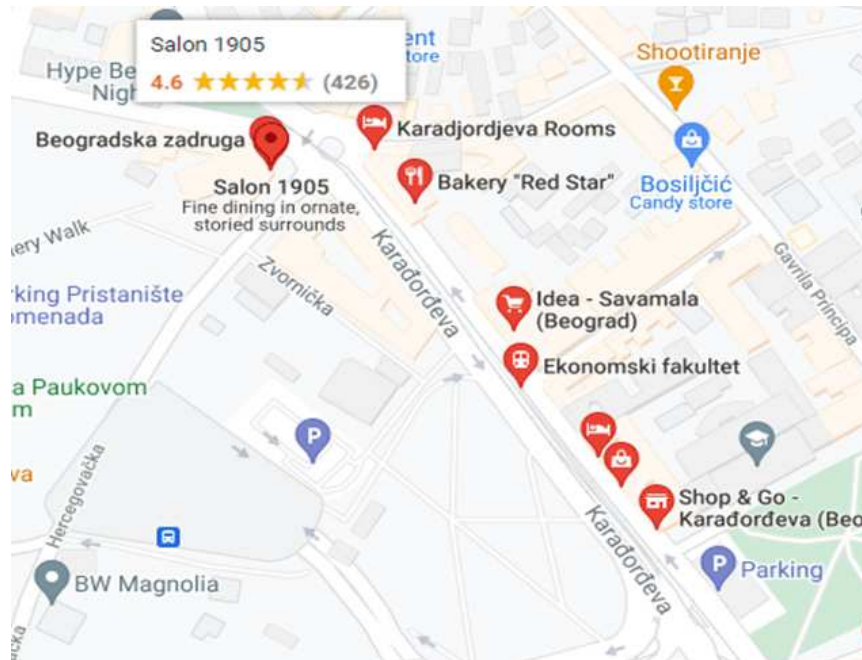 Salon 1905
4.6 (426)
ent
tore
Hype Be
Nigh
Shootiranje
Beogradska zadruga
Karadjordjeva Rooms
Salon 1905
Fine dining in ornate,
storied surrounds
Bakery "Red Star"
Bosiljčić
Candy store
ery Walk
Karađorđeva
Zvornička
Gavrila Principa
rking Pristanište
omenada
Idea - Savamala
(Beograd)
Ekonomski fakultet
a Paukovom
m
P
va
Hercegovačka
Shop & Go -
Karađorđeva (Beo
Karađorđeva
P
Parking
BW Magnolia
čka